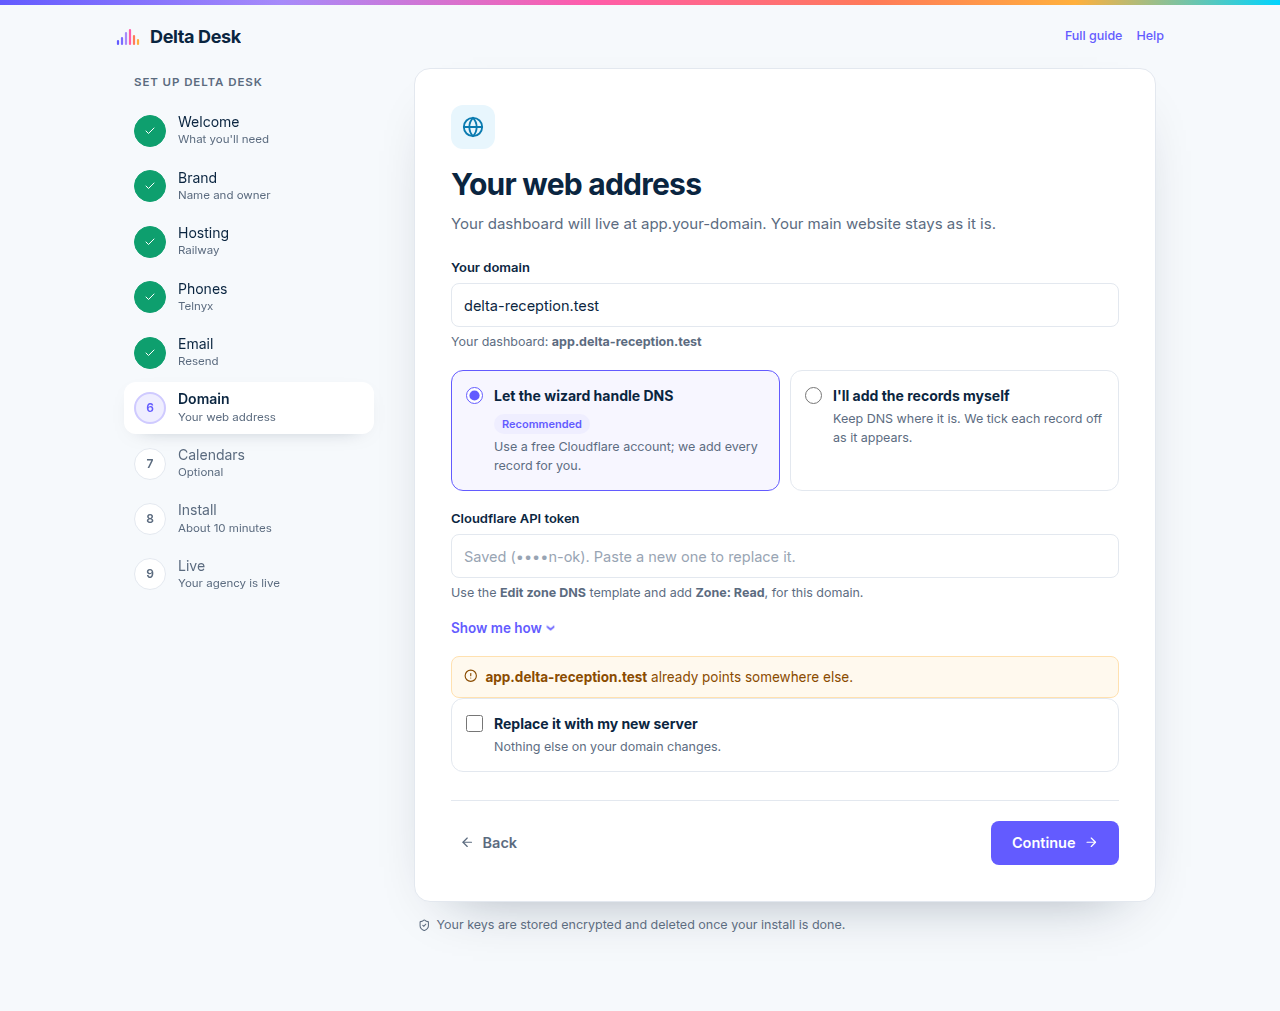 Delta Desk
Full guide
Help
SET UP DELTA DESK
Welcome
What you'll need
Brand
Name and owner
Hosting
Railway
Phones
Telnyx
Email
Resend
6
Domain
Your web address
7
Calendars
Optional
8
Install
About 10 minutes
9
Live
Your agency is live
Your web address
Your dashboard will live at app.your-domain. Your main website stays as it is.
Your domain
delta-reception.test
Your dashboard: app.delta-reception.test
Let the wizard handle DNS
Recommended
Use a free Cloudflare account; we add every
record for you.
I'll add the records myself
Keep DNS where it is. We tick each record off
as it appears.
Cloudflare API token
Saved (••••n-ok). Paste a new one to replace it.
Use the Edit zone DNS template and add Zone: Read, for this domain.
Show me how
app.delta-reception.test already points somewhere else.
Replace it with my new server
Nothing else on your domain changes.
Back
Continue
Your keys are stored encrypted and deleted once your install is done.